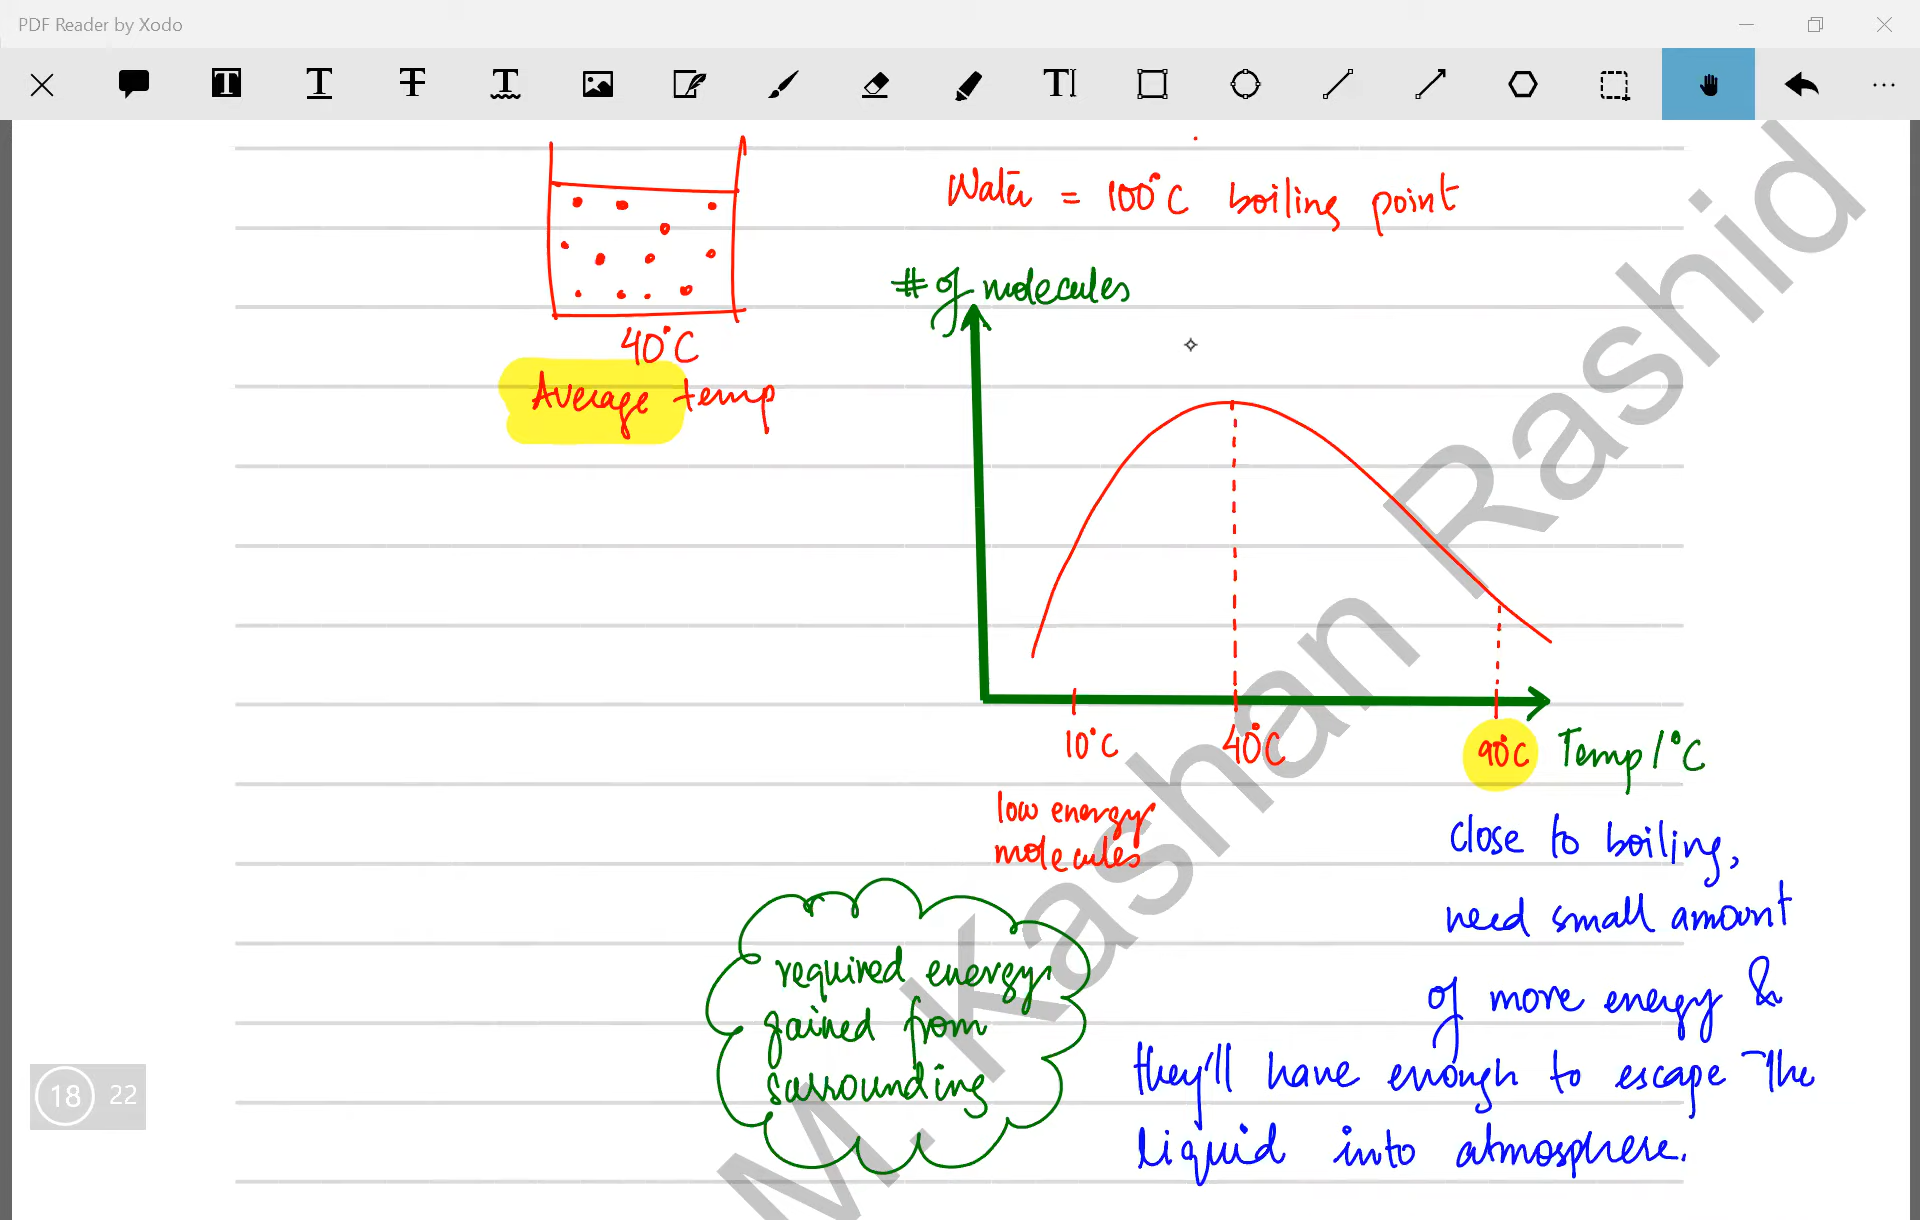 PDF Reader by Xodo
Water = 100°C boiling point
# of molecules
40°C
Average temp
10°C
40°C
90°C
Temp/°C
low energy
molecules
close to boiling,
need small amount
of more energy &
they'll have enough to escape the
liquid into atmosphere.
required energy
gained from
surrounding
18 22
M. Kashan Rashid